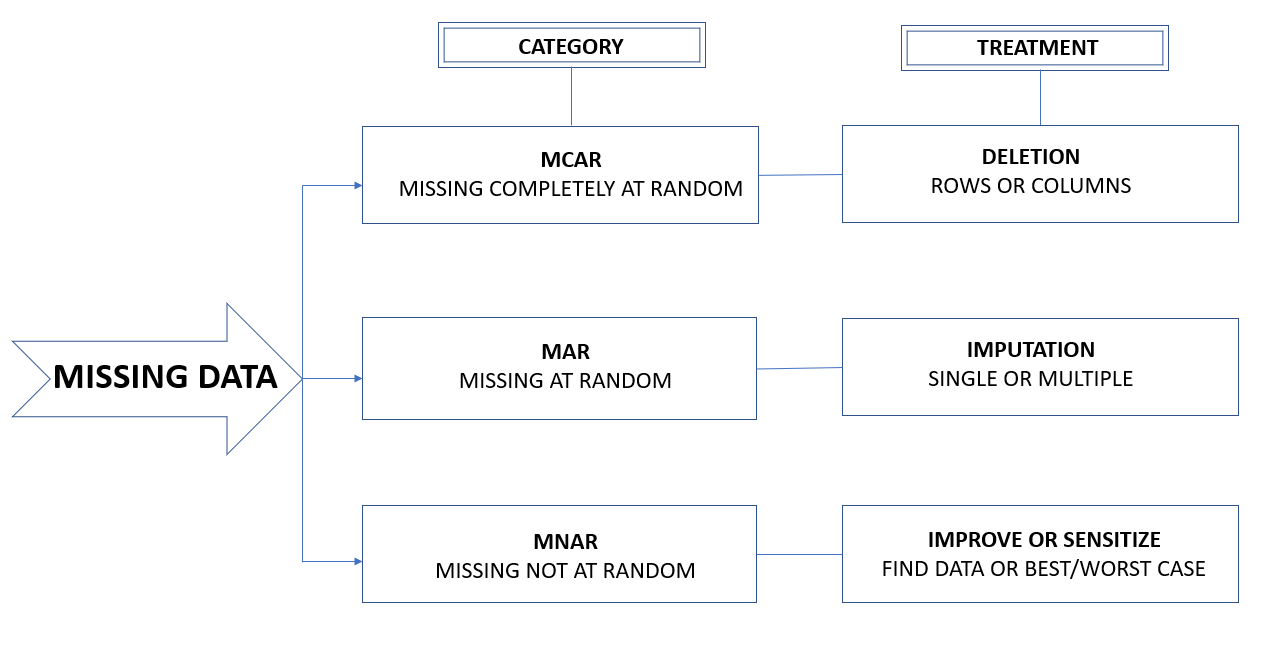 CATEGORY
TREATMENT
MCAR
MISSING COMPLETELY AT RANDOM
DELETION
ROWS OR COLUMNS
MISSING DATA
MAR
MISSING AT RANDOM
IMPUTATION
SINGLE OR MULTIPLE
MNAR
MISSING NOT AT RANDOM
IMPROVE OR SENSITIZE
FIND DATA OR BEST/WORST CASE